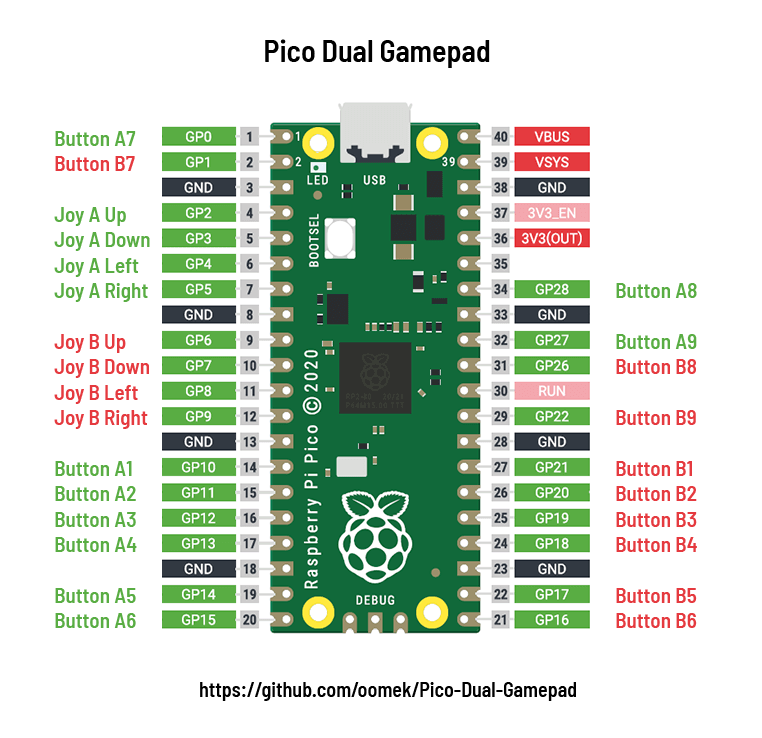 Pico Dual Gamepad
Button A7 GP0 1 1 40 VBUS
Button B7 GP1 2 2 39 39 VSYS
GND 3 LED USB 38 GND
Joy A Up GP2 4 37 3V3_EN
Joy A Down GP3 5 BOOTSEL 36 3V3(OUT)
Joy A Left GP4 6 35
Joy A Right GP5 7 34 GP28 Button A8
GND 8 33 GND
Joy B Up GP6 9 32 GP27 Button A9
Joy B Down GP7 10 31 GP26 Button B8
Joy B Left GP8 11 30 RUN
Joy B Right GP9 12 29 GP22 Button B9
GND 13 28 GND
Button A1 GP10 14 27 GP21 Button B1
Button A2 GP11 15 26 GP20 Button B2
Button A3 GP12 16 25 GP19 Button B3
Button A4 GP13 17 24 GP18 Button B4
GND 18 23 GND
Button A5 GP14 19 22 GP17 Button B5
Button A6 GP15 20 21 GP16 Button B6
Raspberry Pi Pico © 2020
DEBUG
https://github.com/oomek/Pico-Dual-Gamepad